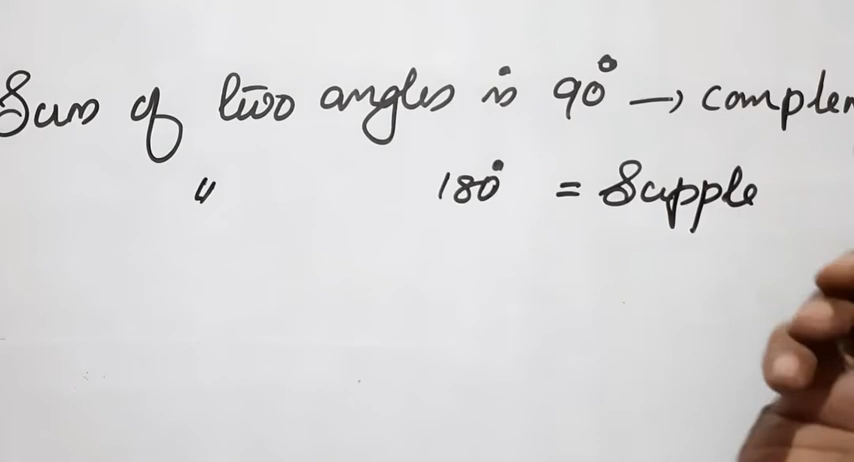 Sum of two angles is 90° → complem
" 180° = Supple